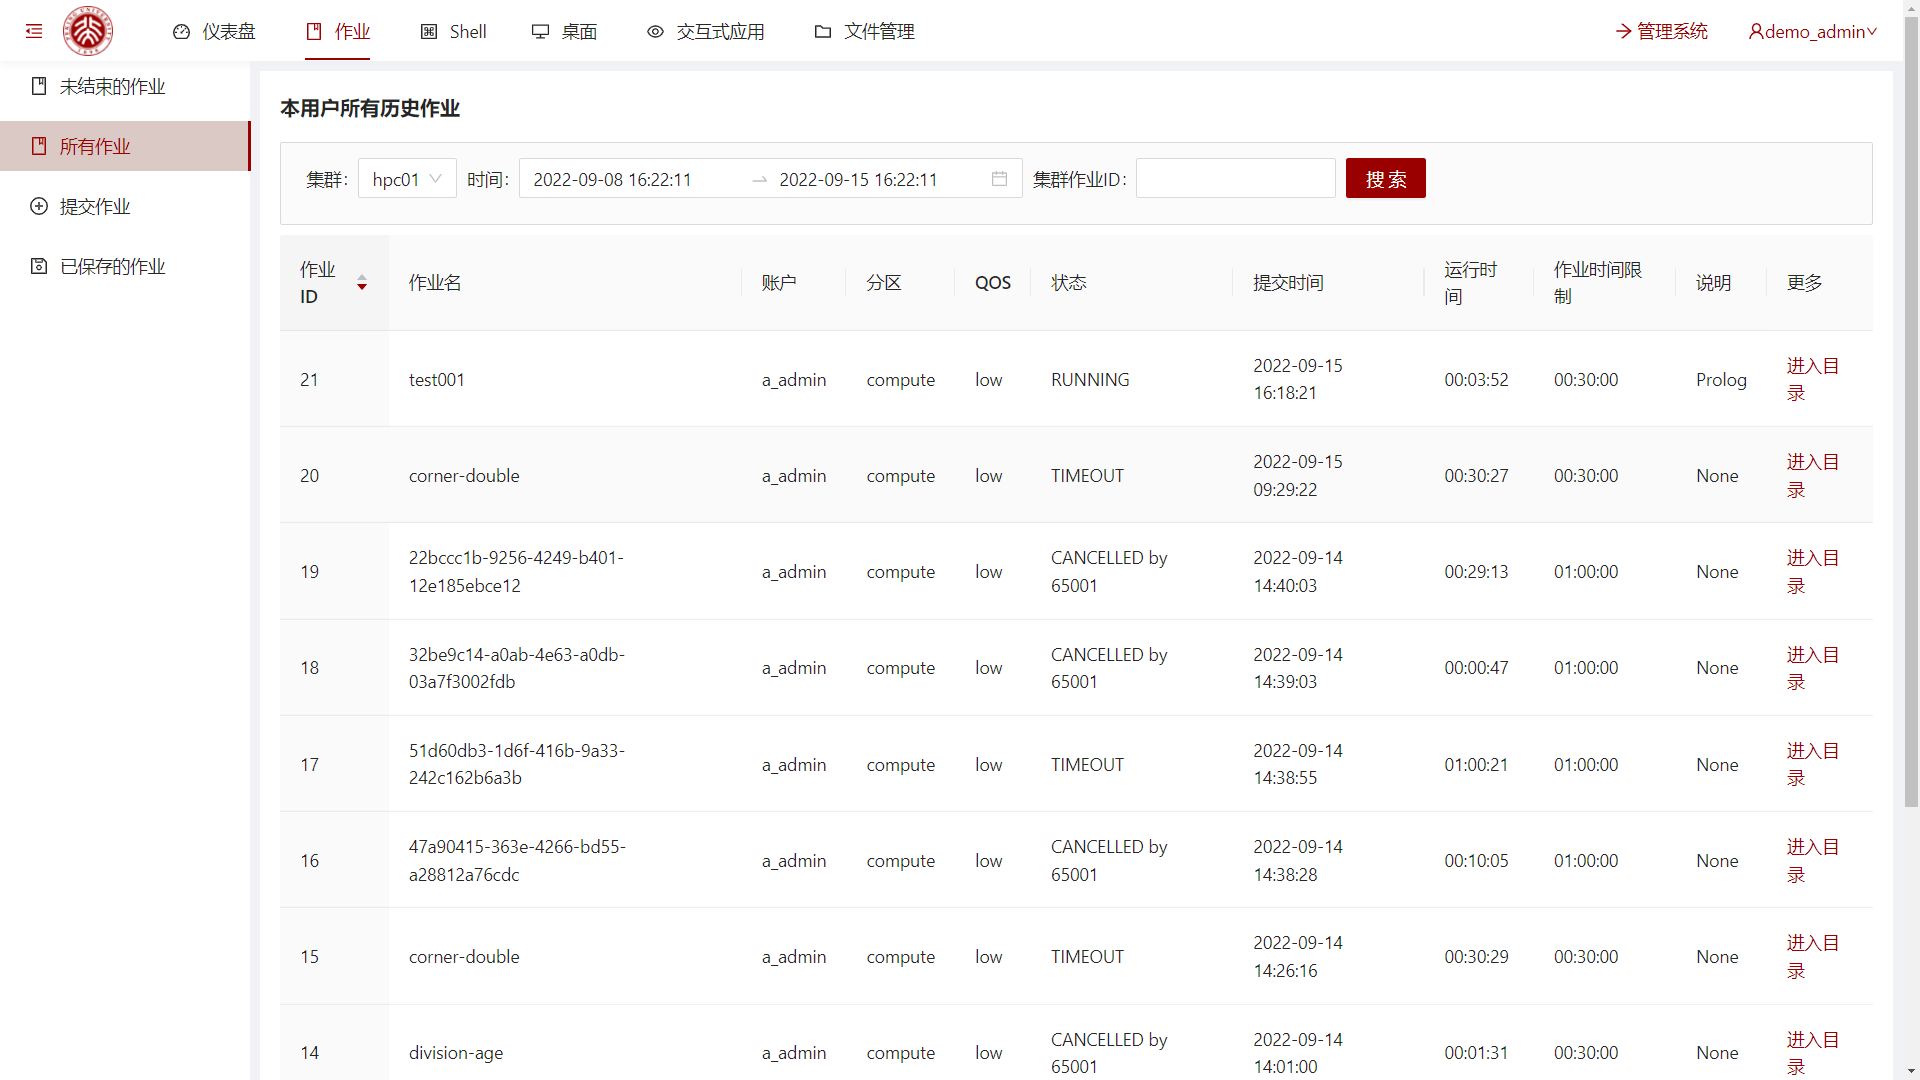 仪表盘 作业 Shell 桌面 交互式应用 文件管理 管理系统 demo_admin
未结束的作业
所有作业
提交作业
已保存的作业
本用户所有历史作业
集群: hpc01 时间: 2022-09-08 16:22:11 2022-09-15 16:22:11 集群作业ID: 搜 索
作业ID 作业名 账户 分区 QOS 状态 提交时间 运行时间 作业时间限制 说明 更多
21 test001 a_admin compute low RUNNING 2022-09-15 16:18:21 00:03:52 00:30:00 Prolog 进入目录
20 corner-double a_admin compute low TIMEOUT 2022-09-15 09:29:22 00:30:27 00:30:00 None 进入目录
19 22bccc1b-9256-4249-b401-12e185ebce12 a_admin compute low CANCELLED by 65001 2022-09-14 14:40:03 00:29:13 01:00:00 None 进入目录
18 32be9c14-a0ab-4e63-a0db-03a7f3002fdb a_admin compute low CANCELLED by 65001 2022-09-14 14:39:03 00:00:47 01:00:00 None 进入目录
17 51d60db3-1d6f-416b-9a33-242c162b6a3b a_admin compute low TIMEOUT 2022-09-14 14:38:55 01:00:21 01:00:00 None 进入目录
16 47a90415-363e-4266-bd55-a28812a76cdc a_admin compute low CANCELLED by 65001 2022-09-14 14:38:28 00:10:05 01:00:00 None 进入目录
15 corner-double a_admin compute low TIMEOUT 2022-09-14 14:26:16 00:30:29 00:30:00 None 进入目录
14 division-age a_admin compute low CANCELLED by 65001 2022-09-14 14:01:00 00:01:31 00:30:00 None 进入目录